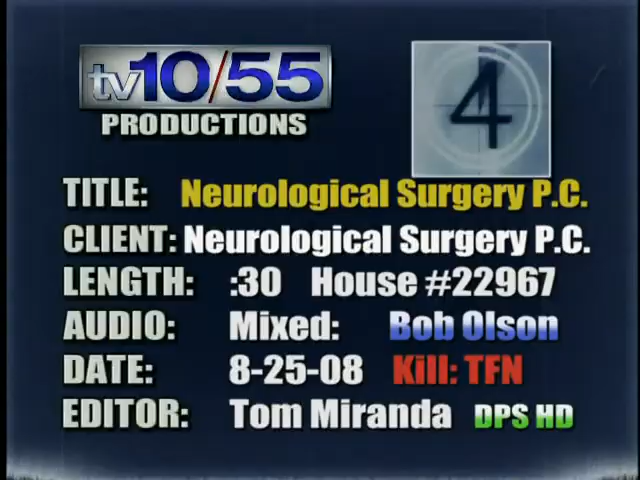 tv10/55
PRODUCTIONS
4
TITLE: Neurological Surgery P.C.
CLIENT: Neurological Surgery P.C.
LENGTH: :30 House #22967
AUDIO: Mixed: Bob Olson
DATE: 8-25-08 Kill: TFN
EDITOR: Tom Miranda DPS HD